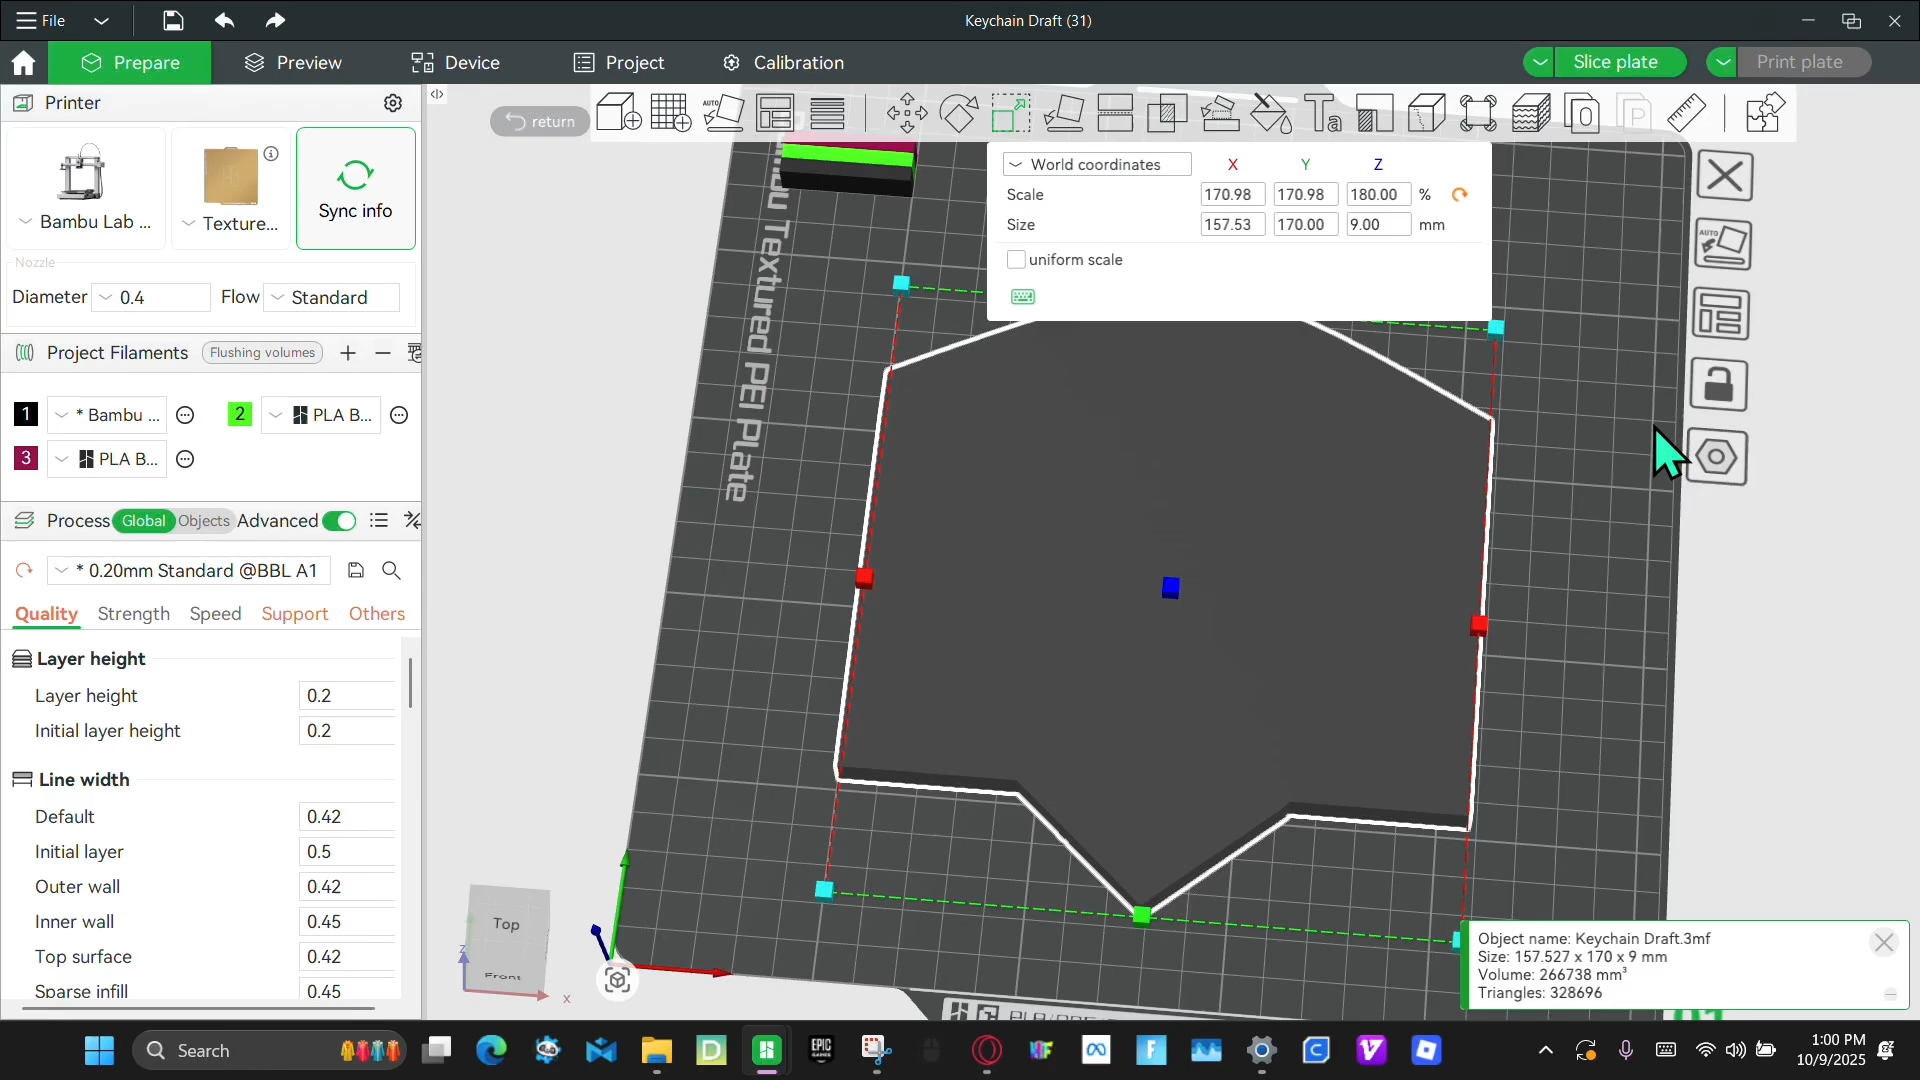 File
Keychain Draft (31)
Prepare
Preview
Device
Project
Calibration
Slice plate
Print plate
Printer
return
Bambu Lab ...
Texture...
Sync info
World coordinates X Y Z
Scale 170.98 170.98 180.00 %
Size 157.53 170.00 9.00 mm
uniform scale
AUTO
AUTO
Nozzle
Diameter 0.4 Flow Standard
Bambu Textured PEI Plate
Project Filaments Flushing volumes
1 * Bambu ... 2 PLA B...
3 PLA B...
Process Global Objects Advanced
* 0.20mm Standard @BBL A1
Quality Strength Speed Support Others
Layer height
Layer height 0.2
Initial layer height 0.2
Line width
Default 0.42
Initial layer 0.5
Outer wall 0.42
Inner wall 0.45
Top surface 0.42
Sparse infill 0.45
Top
Front
z
x
Object name: Keychain Draft.3mf
Size: 157.527 x 170 x 9 mm
Volume: 266738 mm³
Triangles: 328696
Search
EPIC GAMES
1:00 PM
10/9/2025